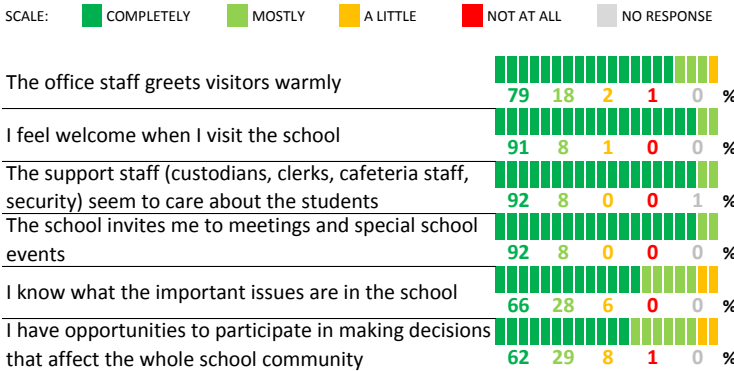 SCALE: COMPLETELY MOSTLY A LITTLE NOT AT ALL NO RESPONSE
The office staff greets visitors warmly
79 18 2 1 0 %
I feel welcome when I visit the school
91 8 1 0 0 %
The support staff (custodians, clerks, cafeteria staff,
security) seem to care about the students
92 8 0 0 1 %
The school invites me to meetings and special school
events
92 8 0 0 0 %
I know what the important issues are in the school
66 28 6 0 0 %
I have opportunities to participate in making decisions
that affect the whole school community
62 29 8 1 0 %